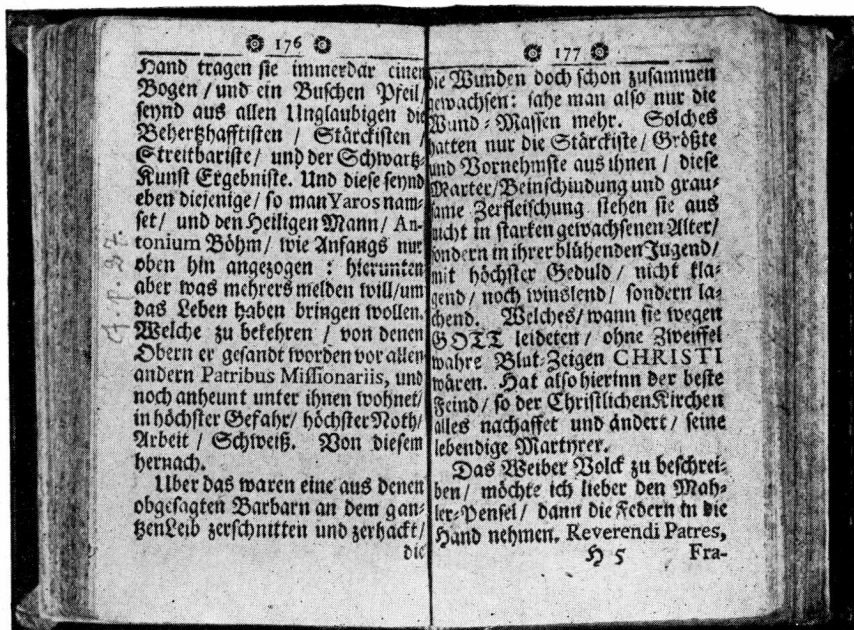 176
Hand tragen sie immerdar einen
Bogen / und ein Buschen Pfeil /
seynd aus allen Unglaubigen die
Behertzhafftisten / Stärckisten /
Streitbariste / und der Schwartz-
Kunst Ergebniste. Und diese seynd
eben diejenige / so man Yaros nam-
set / und den Heiligen Mann / An-
tonium Böhm / wie Anfangs nur
oben hin angezogen : hierunten
aber was mehrers melden will / um
das Leben haben bringen wollen.
Welche zu bekehren / von denen
Obern er gesandt worden vor allen
andern Patribus Missionariis, und
noch anheunt unter ihnen wohnet /
in höchster Gefahr / höchster Noth /
Arbeit / Schweiß. Von diesem
hernach.
Uber das waren eine aus denen
obgesagten Barbarn an dem gan-
tzen Leib zerschnitten und zerhackt /
die
p. 37.
177
die Wunden doch schon zusammen
gewachsen: sahe man also nur die
Wund-Massen mehr. Solches
hatten nur die Stärckiste / Größte
und Vornehmste aus ihnen / diese
Marter / Beinschindung und grau-
same Zerfleischung stehen sie aus
nicht in starken gewachsenen Alter /
sondern in ihrer blühenden Jugend /
mit höchster Geduld / nicht kla-
gend / noch winslend / sondern la-
chend. Welches / wann sie wegen
GOTT leideten / ohne Zweiffel
wahre Blut-Zeigen CHRISTI
wären. Hat also hierinn der beste
Feind / so der Christlichen Kirchen
alles nachaffet und ändert / seine
lebendige Martyrer.
Das Weiber Volck zu beschrei-
ben / möchte ich lieber den Mah-
ler-Pensel / dann die Federn in die
Hand nehmen. Reverendi Patres,
H 5 Fra-